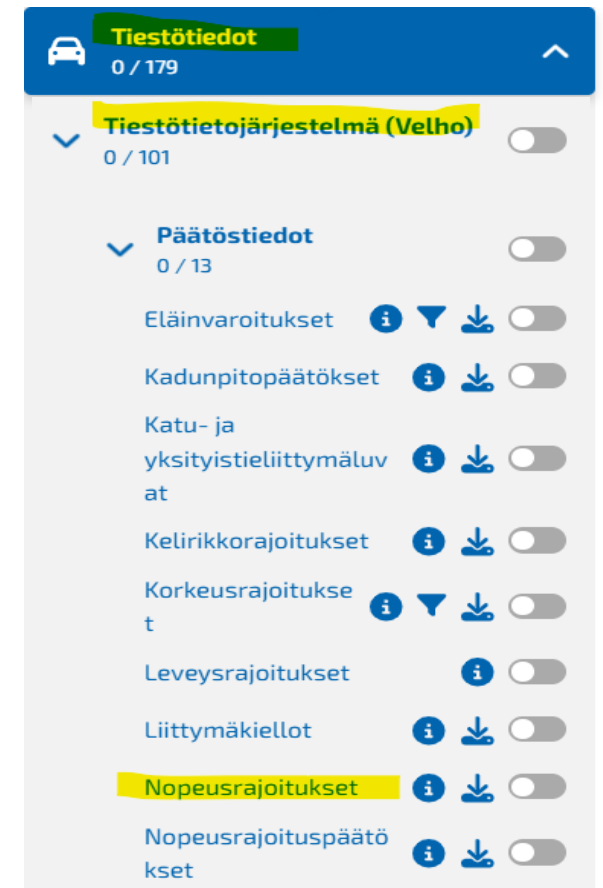 Tiestötiedot
0 / 179
Tiestötietojärjestelmä (Velho)
0 / 101
Päätöstiedot
0 / 13
Eläinvaroitukset
Kadunpitopäätökset
Katu- ja
yksityistieliittymäluv
at
Kelirikkorajoitukset
Korkeusrajoitukse
t
Leveysrajoitukset
Liittymäkiellot
Nopeusrajoitukset
Nopeusrajoituspäätö
kset